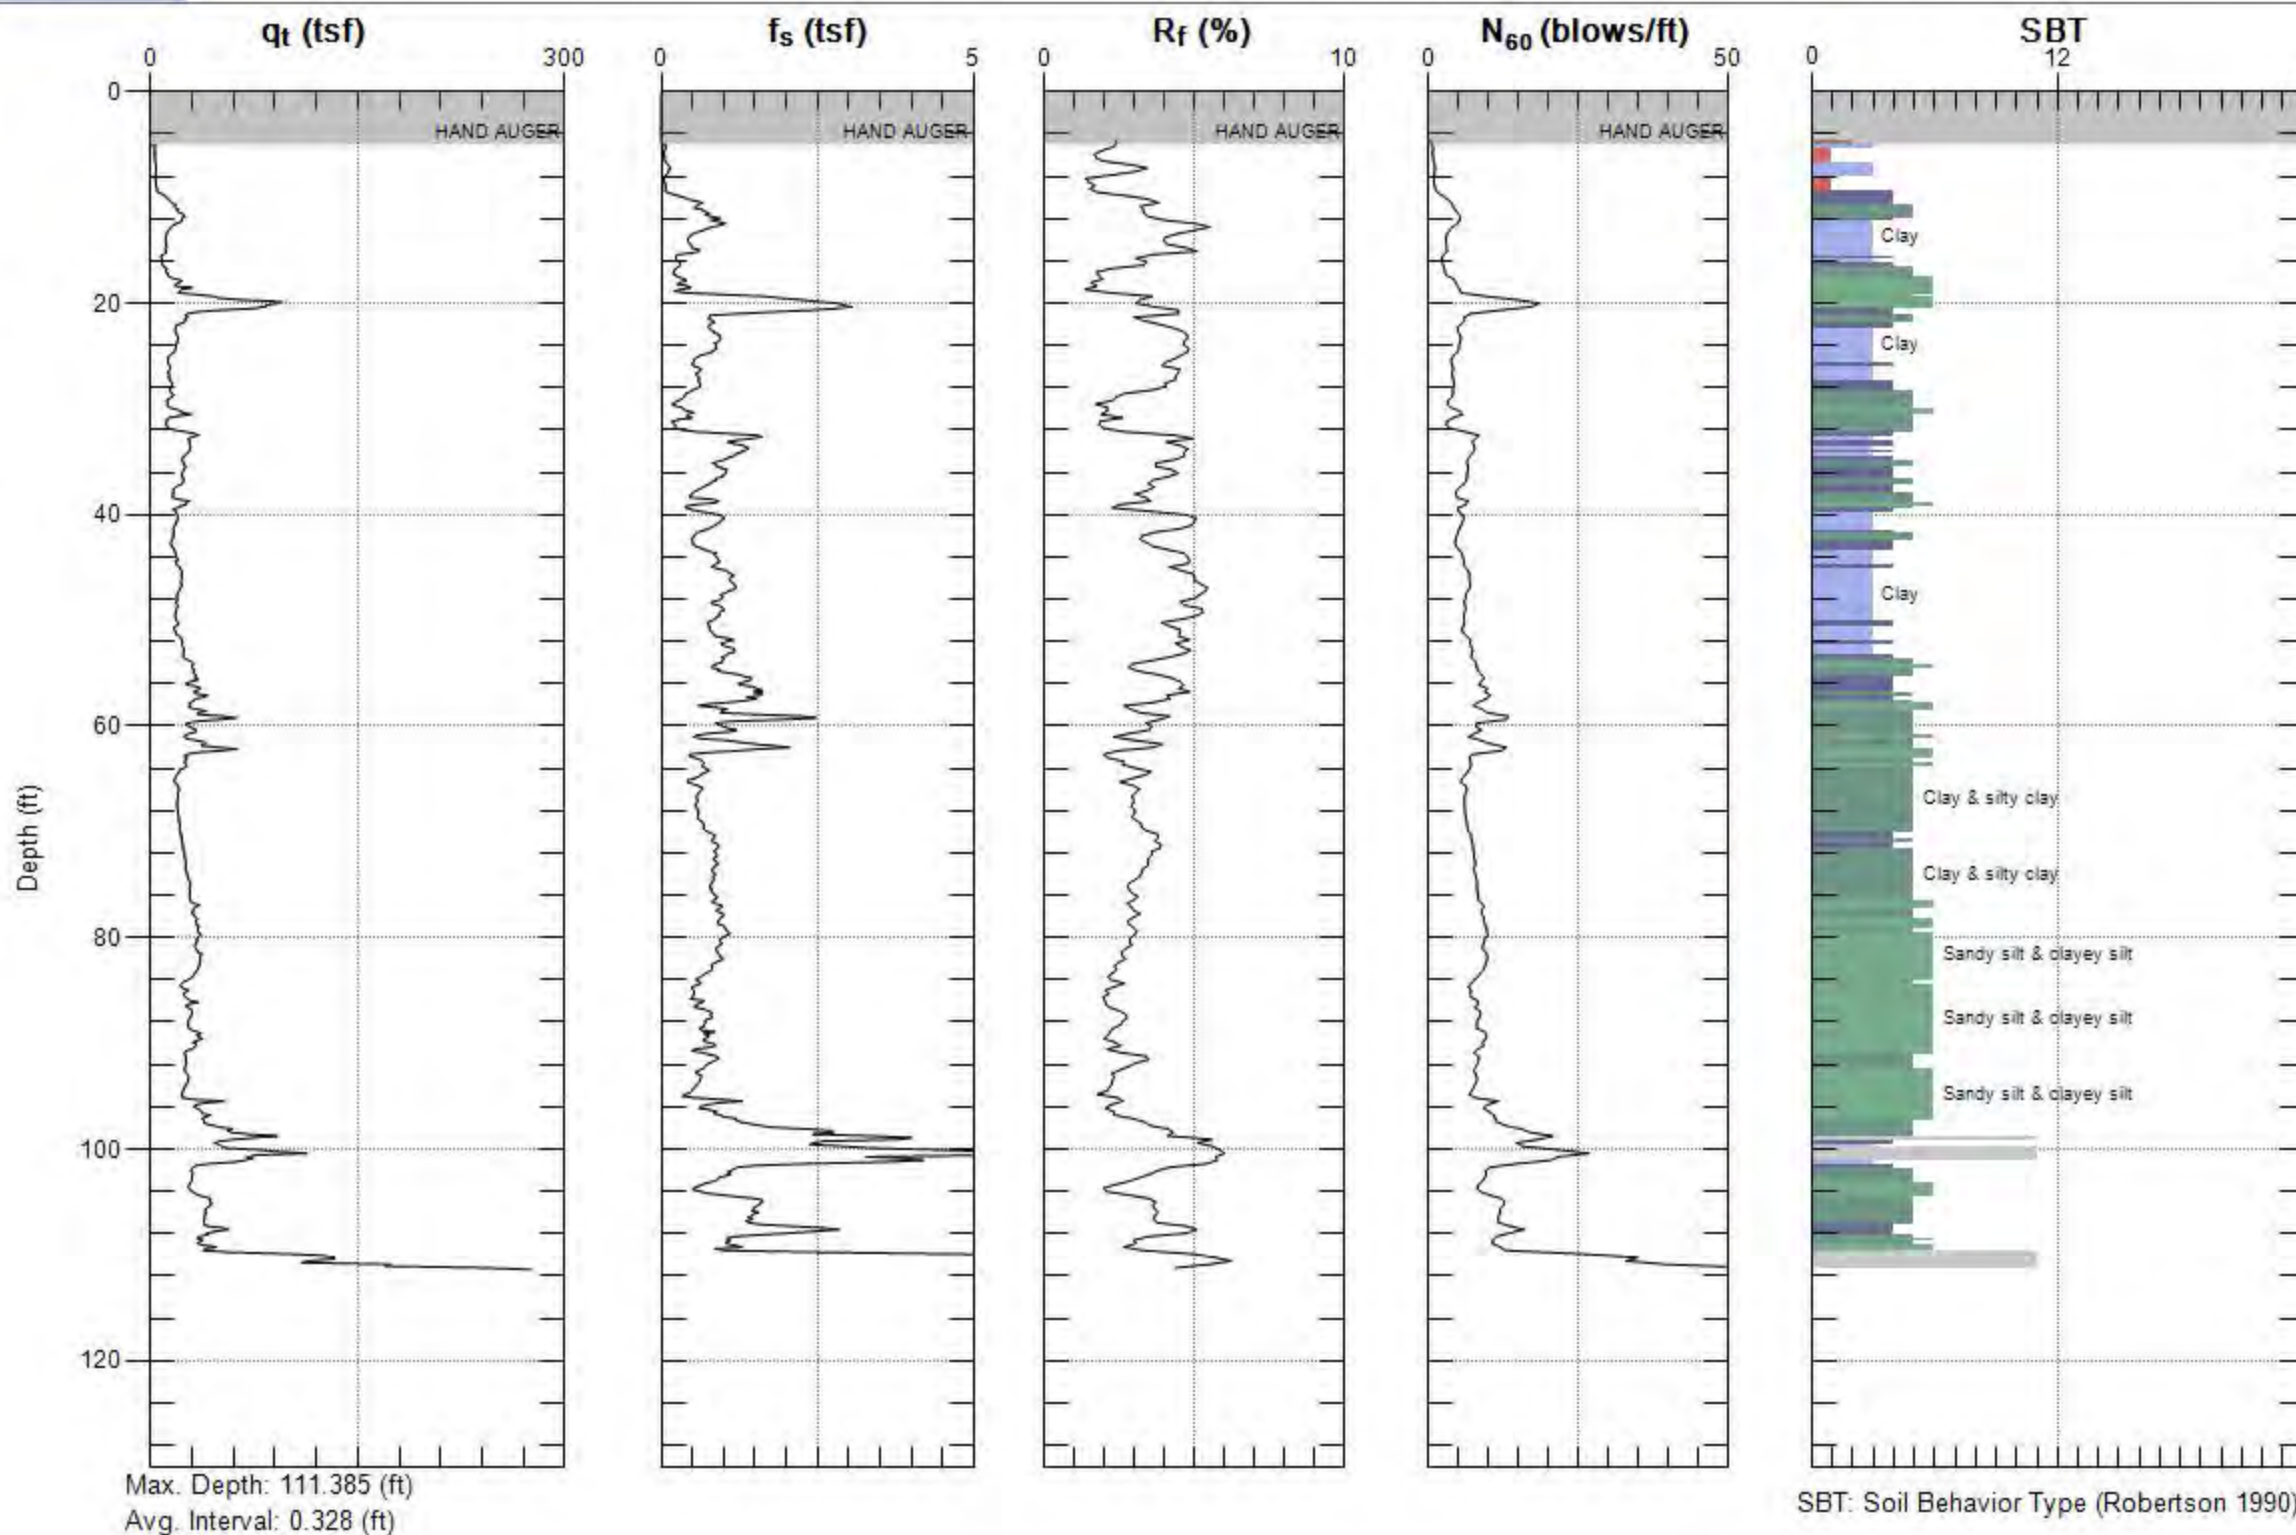 qt (tsf) fs (tsf) Rf (%) N60 (blows/ft) SBT
0 300 0 5 0 10 0 50 0 12
0
HAND AUGER HAND AUGER HAND AUGER HAND AUGER
Clay
20
Clay
40
Clay
60
Depth (ft)
Clay & silty clay
Clay & silty clay
80
Sandy silt & clayey silt
Sandy silt & clayey silt
Sandy silt & clayey silt
100
120
Max. Depth: 111.385 (ft)
Avg. Interval: 0.328 (ft)
SBT: Soil Behavior Type (Robertson 1990)